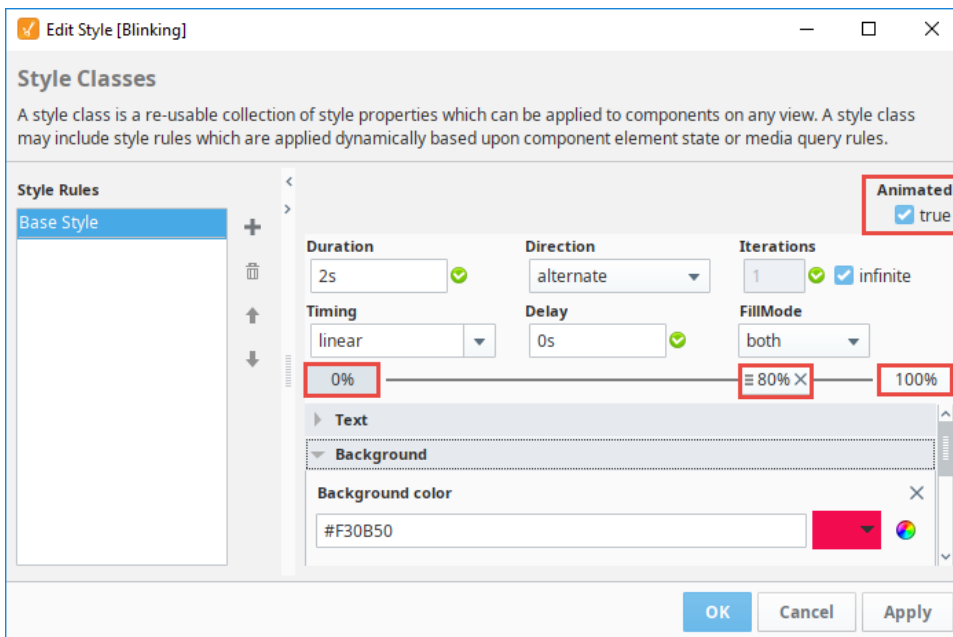 Edit Style [Blinking]
Style Classes
A style class is a re-usable collection of style properties which can be applied to components on any view. A style class
may include style rules which are applied dynamically based upon component element state or media query rules.
Style Rules
Base Style
Animated
true
Duration Direction Iterations
2s alternate 1 infinite
Timing Delay FillMode
linear 0s both
0% 80% 100%
Text
Background
Background color
#F30B50
OK Cancel Apply